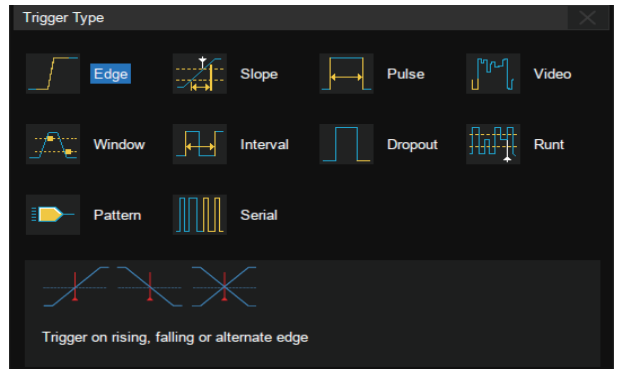 Trigger Type
Edge Slope Pulse Video
Window Interval Dropout Runt
Pattern Serial
Trigger on rising, falling or alternate edge